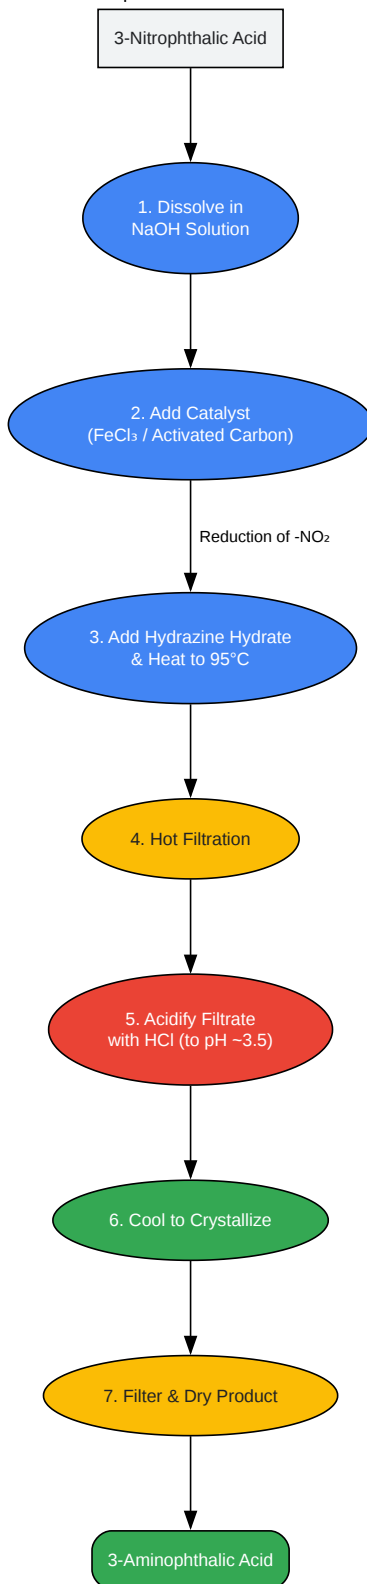 3-Nitrophthalic Acid
1. Dissolve in
NaOH Solution
2. Add Catalyst
(FeCl₃ / Activated Carbon)
Reduction of -NO₂
3. Add Hydrazine Hydrate
& Heat to 95°C
4. Hot Filtration
5. Acidify Filtrate
with HCl (to pH ~3.5)
6. Cool to Crystallize
7. Filter & Dry Product
3-Aminophthalic Acid